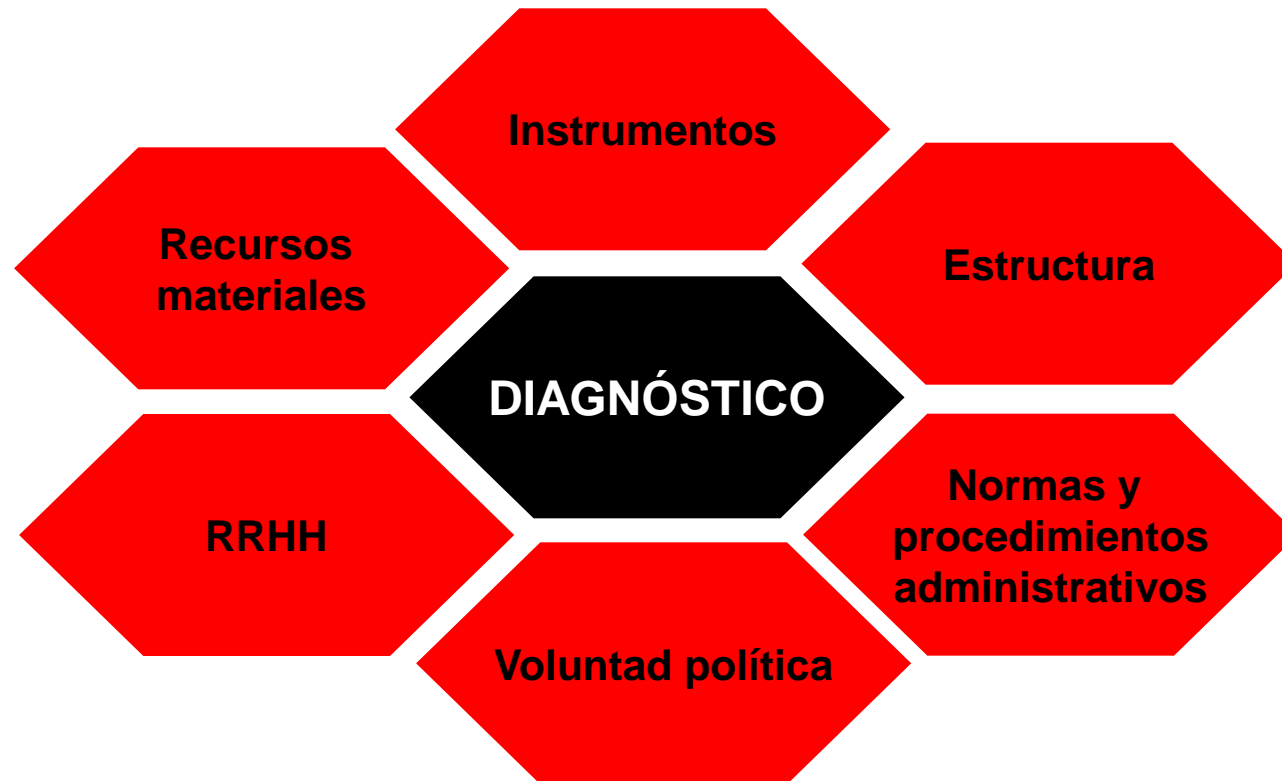 Instrumentos
Recursos
materiales
Estructura
DIAGNÓSTICO
RRHH
Normas y
procedimientos
administrativos
Voluntad política